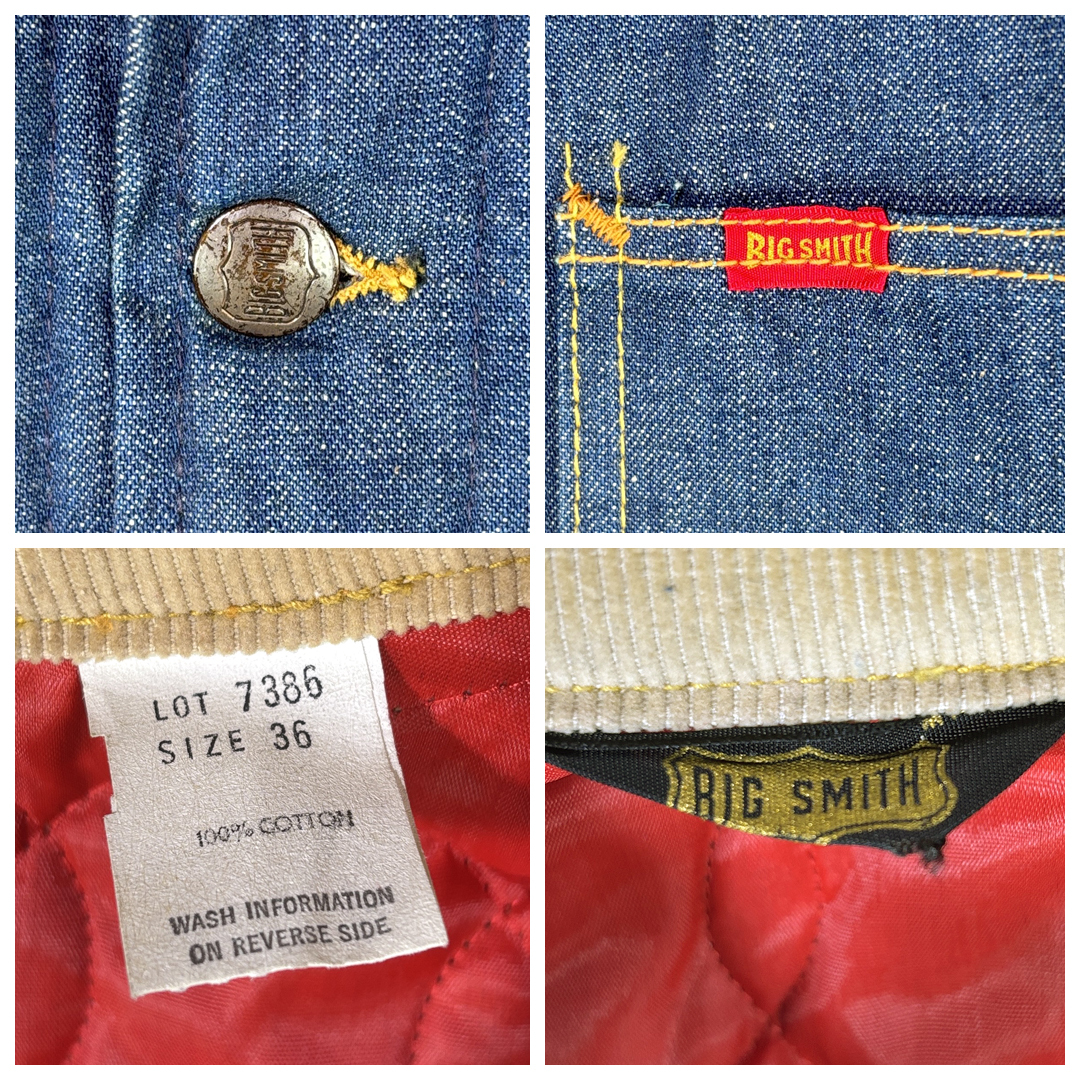 BIG SMITH
BIG SMITH
LOT 7386
SIZE 36
100% COTTON
WASH INFORMATION
ON REVERSE SIDE
BIG SMITH